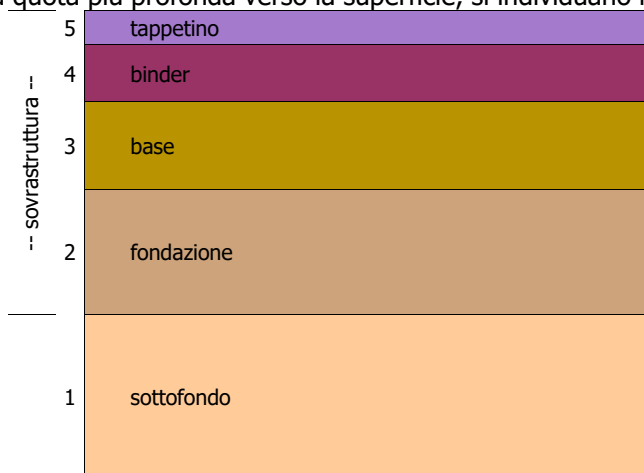 quota più profonda verso la superficie, si individuano
5 tappetino
4 binder
3 base
2 fondazione
1 sottofondo
-- sovrastruttura --